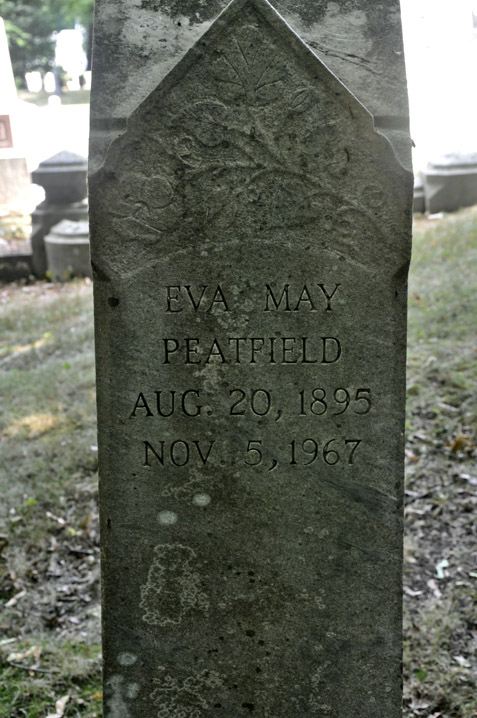 EVA MAY
PEATFIELD
AUG. 20, 1895
NOV. 5, 1967